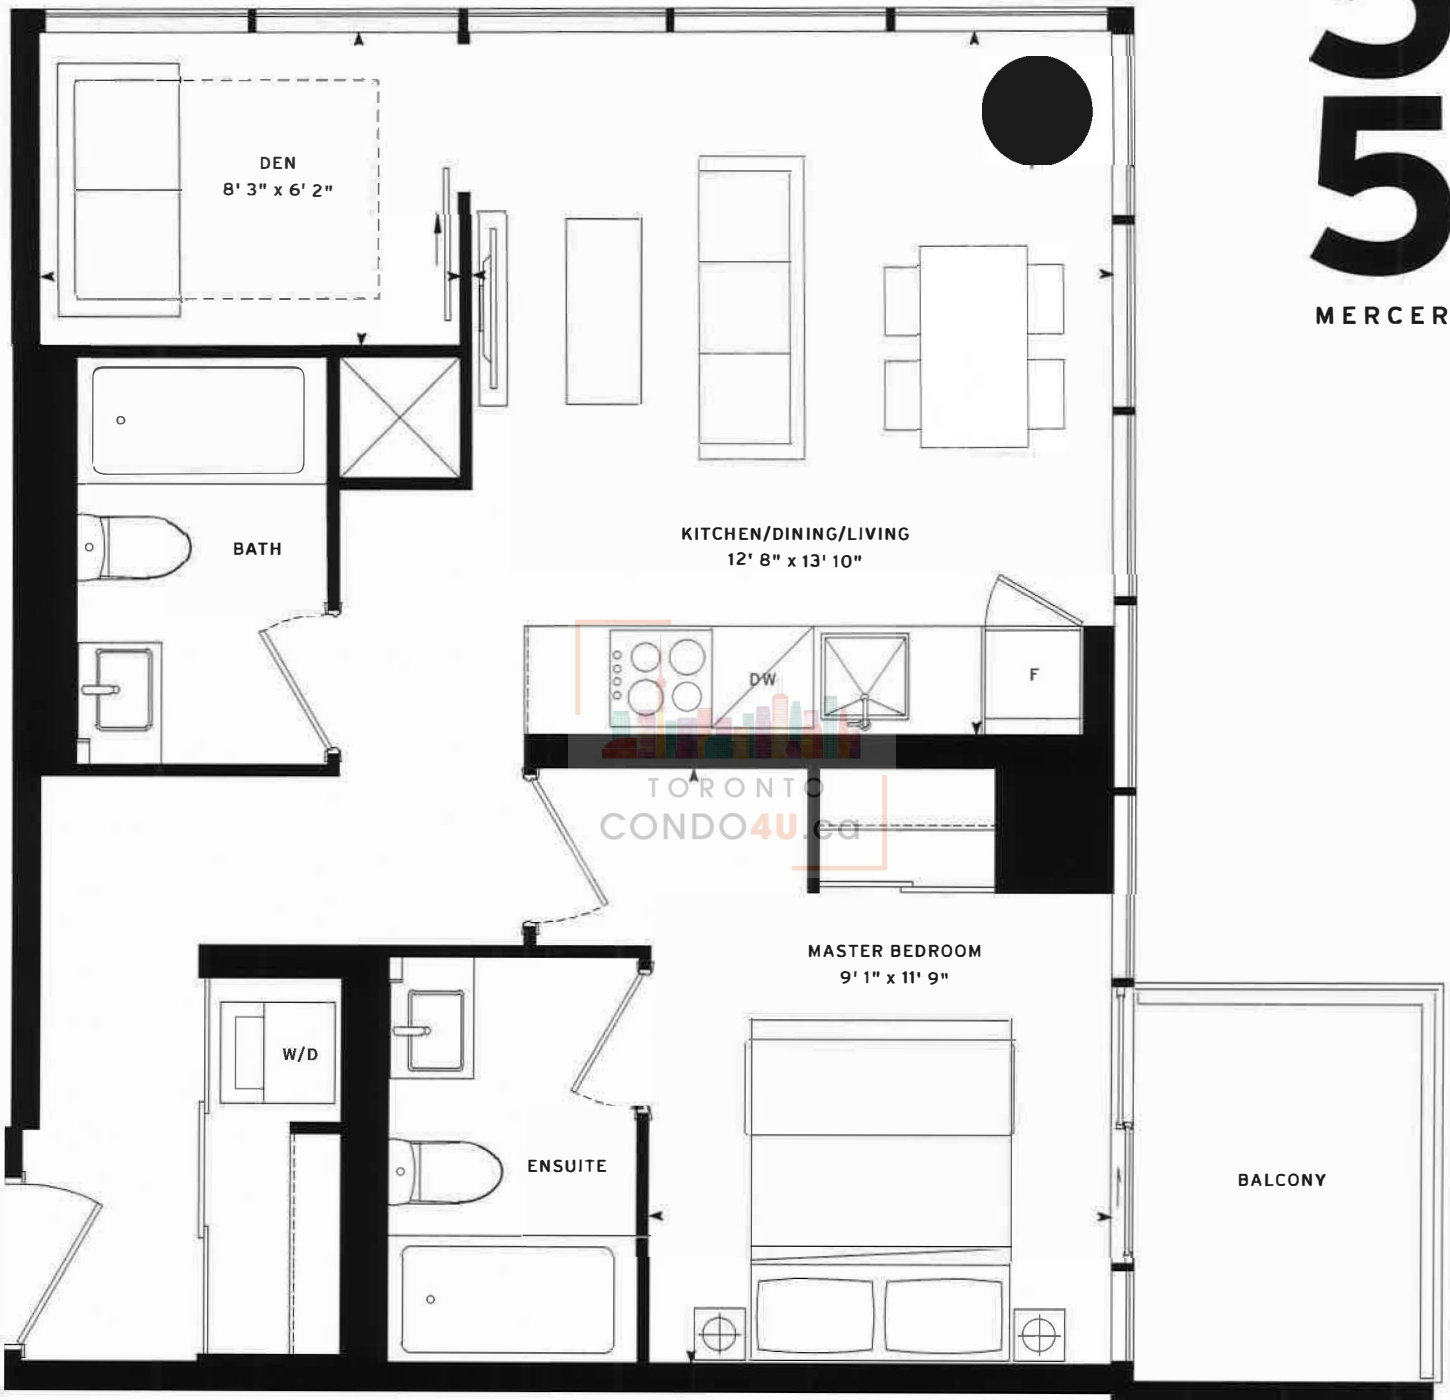 5
MERCER
DEN
8' 3" x 6' 2"
BATH
KITCHEN/DINING/LIVING
12' 8" x 13' 10"
DW
F
TORONTO
CONDO4U.ca
MASTER BEDROOM
9' 1" x 11' 9"
W/D
ENSUITE
BALCONY